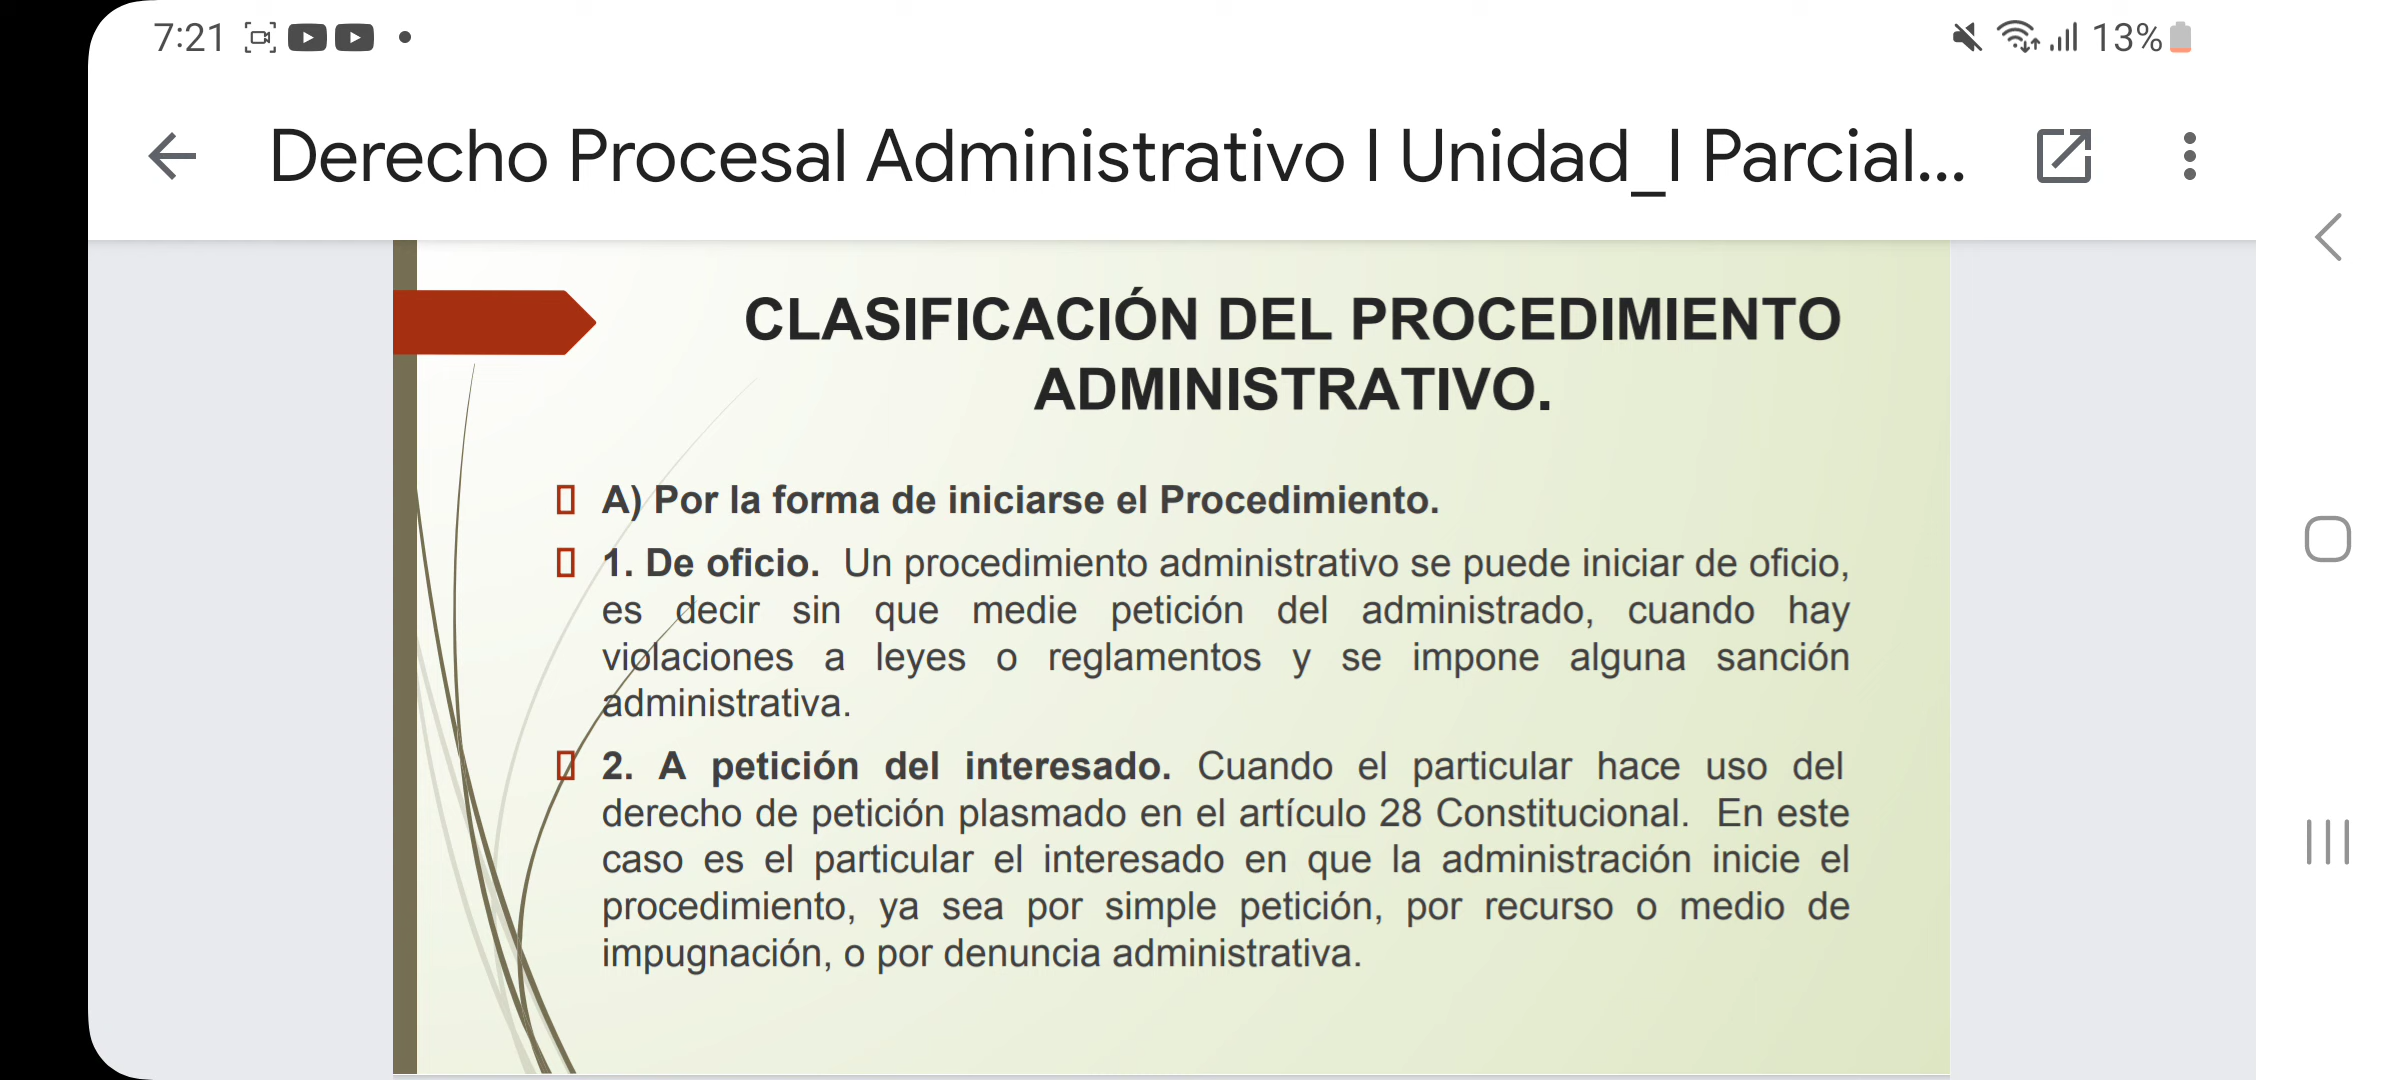 7:21
13%
Derecho Procesal Administrativo I Unidad_I Parcial...
CLASIFICACIÓN DEL PROCEDIMIENTO
ADMINISTRATIVO.
A) Por la forma de iniciarse el Procedimiento.
1. De oficio. Un procedimiento administrativo se puede iniciar de oficio,
es decir sin que medie petición del administrado, cuando hay
violaciones a leyes o reglamentos y se impone alguna sanción
administrativa.
2. A petición del interesado. Cuando el particular hace uso del
derecho de petición plasmado en el artículo 28 Constitucional. En este
caso es el particular el interesado en que la administración inicie el
procedimiento, ya sea por simple petición, por recurso o medio de
impugnación, o por denuncia administrativa.